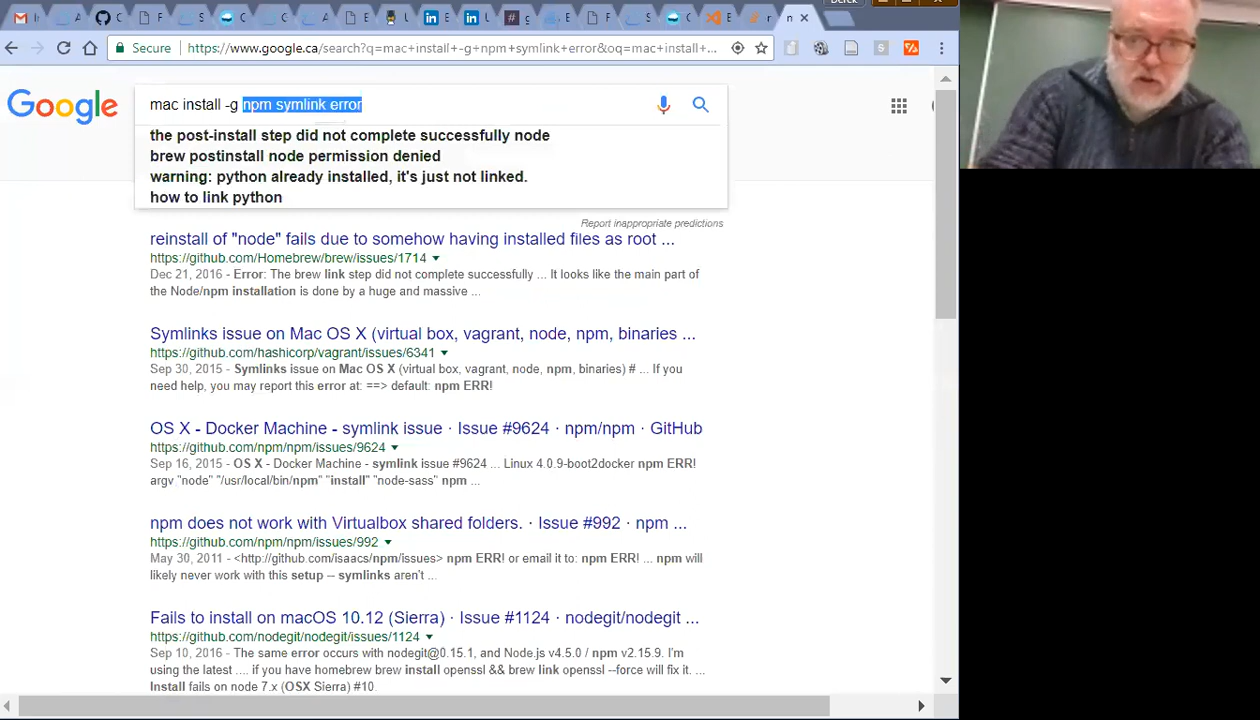 Derek
Secure
https://www.google.ca/search?q=mac+install+-g+npm+symlink+error&oq=mac+install+...
Google
mac install -g npm symlink error
the post-install step did not complete successfully node
brew postinstall node permission denied
warning: python already installed, it's just not linked.
how to link python
Report inappropriate predictions
reinstall of "node" fails due to somehow having installed files as root ...
https://github.com/Homebrew/brew/issues/1714
Dec 21, 2016 - Error: The brew link step did not complete successfully ... It looks like the main part of
the Node/npm installation is done by a huge and massive ...
Symlinks issue on Mac OS X (virtual box, vagrant, node, npm, binaries ...
https://github.com/hashicorp/vagrant/issues/6341
Sep 30, 2015 - Symlinks issue on Mac OS X (virtual box, vagrant, node, npm, binaries) # ... If you
need help, you may report this error at: ==> default: npm ERR!
OS X - Docker Machine - symlink issue · Issue #9624 · npm/npm · GitHub
https://github.com/npm/npm/issues/9624
Sep 16, 2015 - OS X - Docker Machine - symlink issue #9624 ... Linux 4.0.9-boot2docker npm ERR!
argv "node" "/usr/local/bin/npm" "install" "node-sass" npm ...
npm does not work with Virtualbox shared folders. · Issue #992 · npm ...
https://github.com/npm/npm/issues/992
May 30, 2011 - <http://github.com/isaacs/npm/issues> npm ERR! or email it to: npm ERR! ... npm will
likely never work with this setup -- symlinks aren't ...
Fails to install on macOS 10.12 (Sierra) · Issue #1124 · nodegit/nodegit ...
https://github.com/nodegit/nodegit/issues/1124
Sep 10, 2016 - The same error occurs with nodegit@0.15.1, and Node.js v4.5.0 / npm v2.15.9. I'm
using the latest .... if you have homebrew brew install openssl && brew link openssl --force will fix it. ...
Install fails on node 7.x (OSX Sierra) #10.